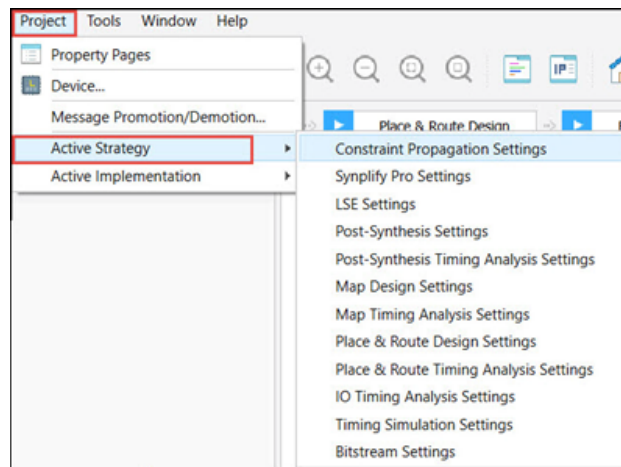 Project Tools Window Help
Property Pages
Device...
Message Promotion/Demotion...
Active Strategy
Active Implementation
IP
Place & Route Design
Constraint Propagation Settings
Synplify Pro Settings
LSE Settings
Post-Synthesis Settings
Post-Synthesis Timing Analysis Settings
Map Design Settings
Map Timing Analysis Settings
Place & Route Design Settings
Place & Route Timing Analysis Settings
IO Timing Analysis Settings
Timing Simulation Settings
Bitstream Settings